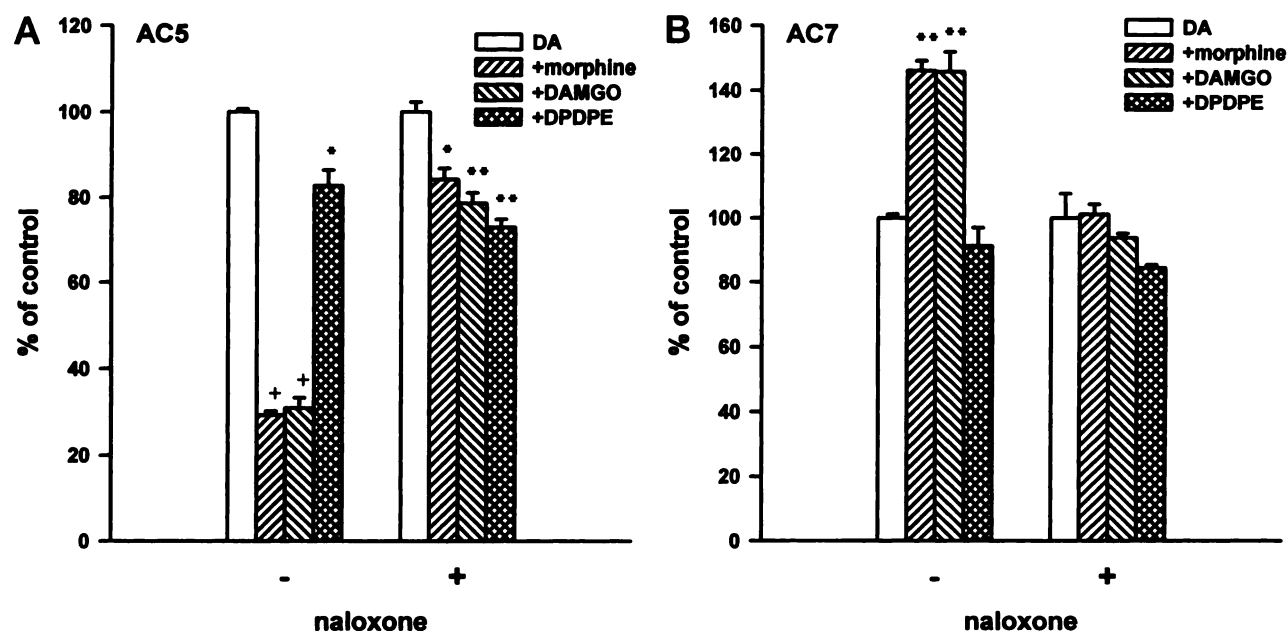 A
AC5
120
100
80
60
40
20
0
% of control
DA
+morphine
+DAMGO
+DPDPE
+
+
*
*
**
**
-
+
naloxone
B
AC7
160
140
120
100
80
60
40
20
0
% of control
DA
+morphine
+DAMGO
+DPDPE
**
**
-
+
naloxone